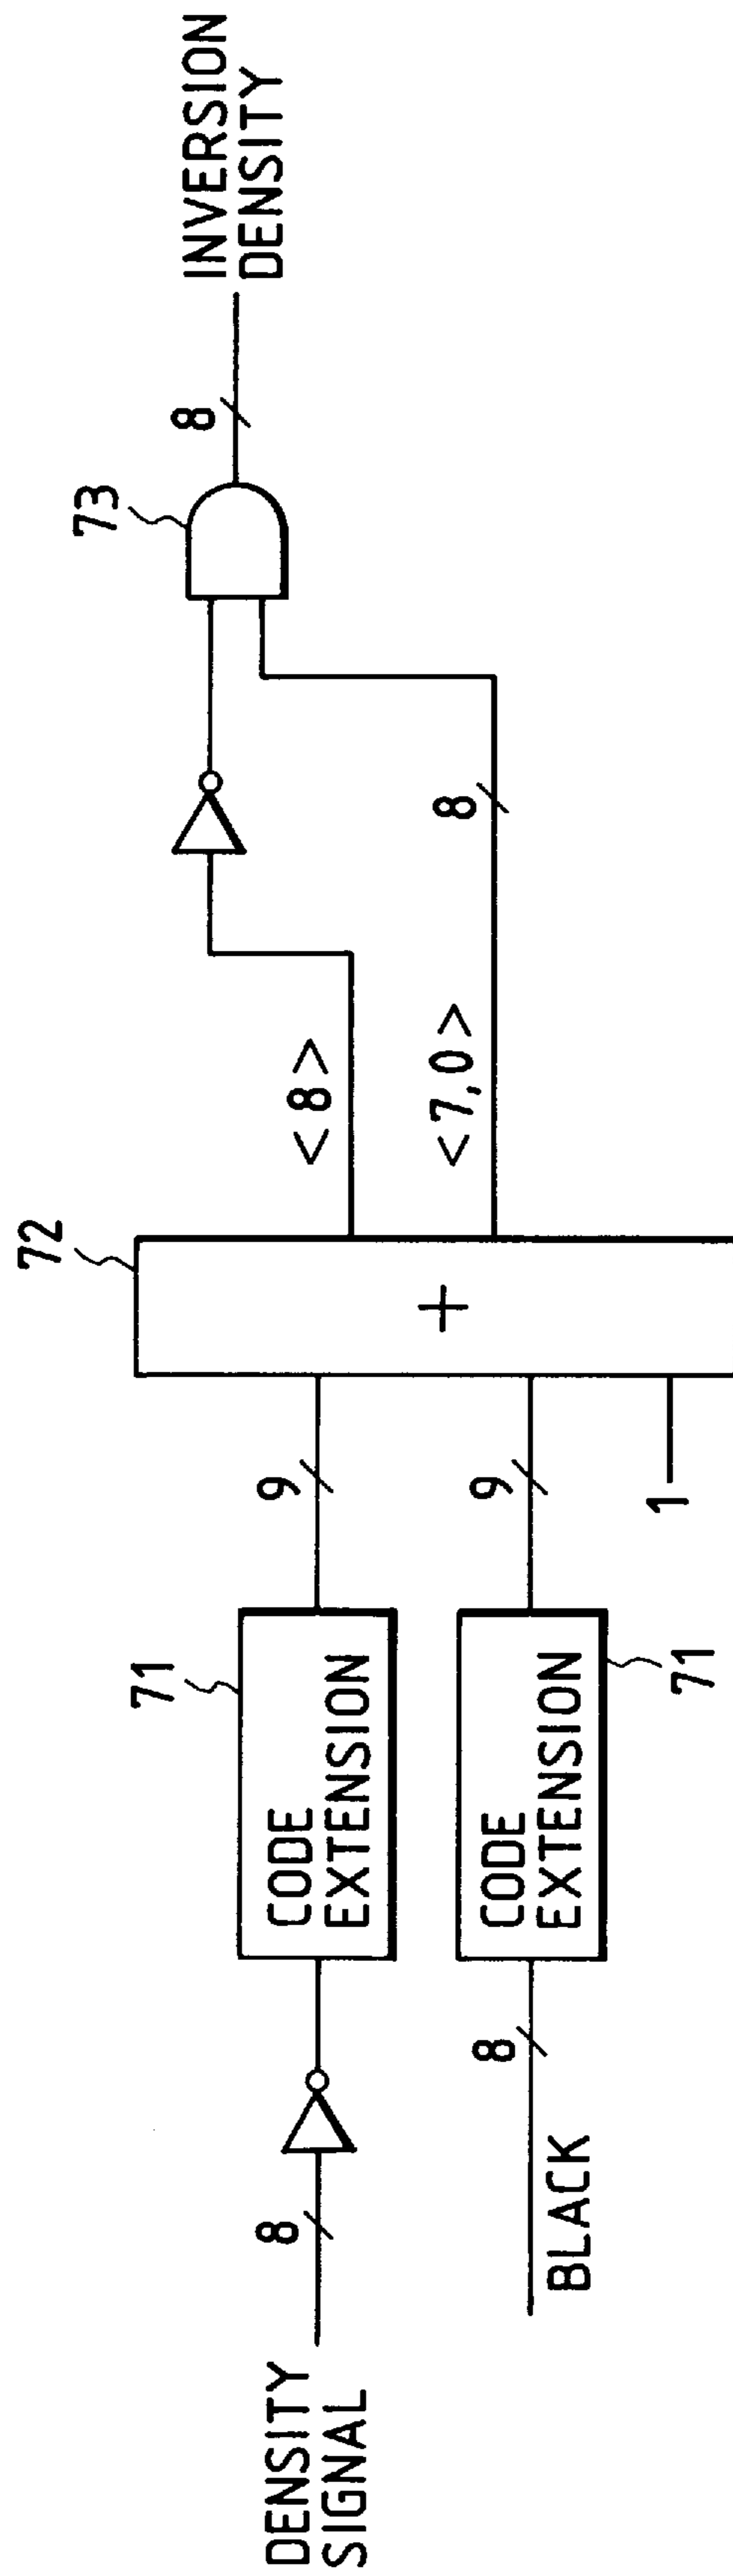 DENSITY
SIGNAL
8
BLACK
8
CODE
EXTENSION
71
CODE
EXTENSION
71
9
9
1
72
+
< 8 >
< 7, 0 >
8
73
8
INVERSION
DENSITY